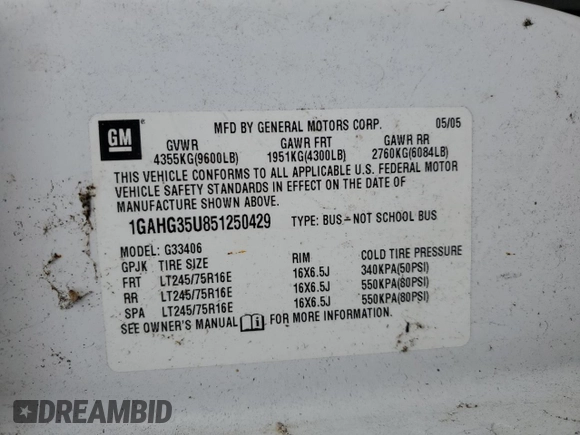 GM
MFD BY GENERAL MOTORS CORP. 05/05
GVWR GAWR FRT GAWR RR
4355KG(9600LB) 1951KG(4300LB) 2760KG(6084LB)
THIS VEHICLE CONFORMS TO ALL APPLICABLE U.S. FEDERAL MOTOR
VEHICLE SAFETY STANDARDS IN EFFECT ON THE DATE OF
MANUFACTURE SHOWN ABOVE.
1GAHG35U851250429 TYPE: BUS - NOT SCHOOL BUS
MODEL: G33406
GPJK TIRE SIZE RIM COLD TIRE PRESSURE
FRT LT245/75R16E 16X6.5J 340KPA(50PSI)
RR LT245/75R16E 16X6.5J 550KPA(80PSI)
SPA LT245/75R16E 16X6.5J 550KPA(80PSI)
SEE OWNER'S MANUAL FOR MORE INFORMATION.
DREAMBID